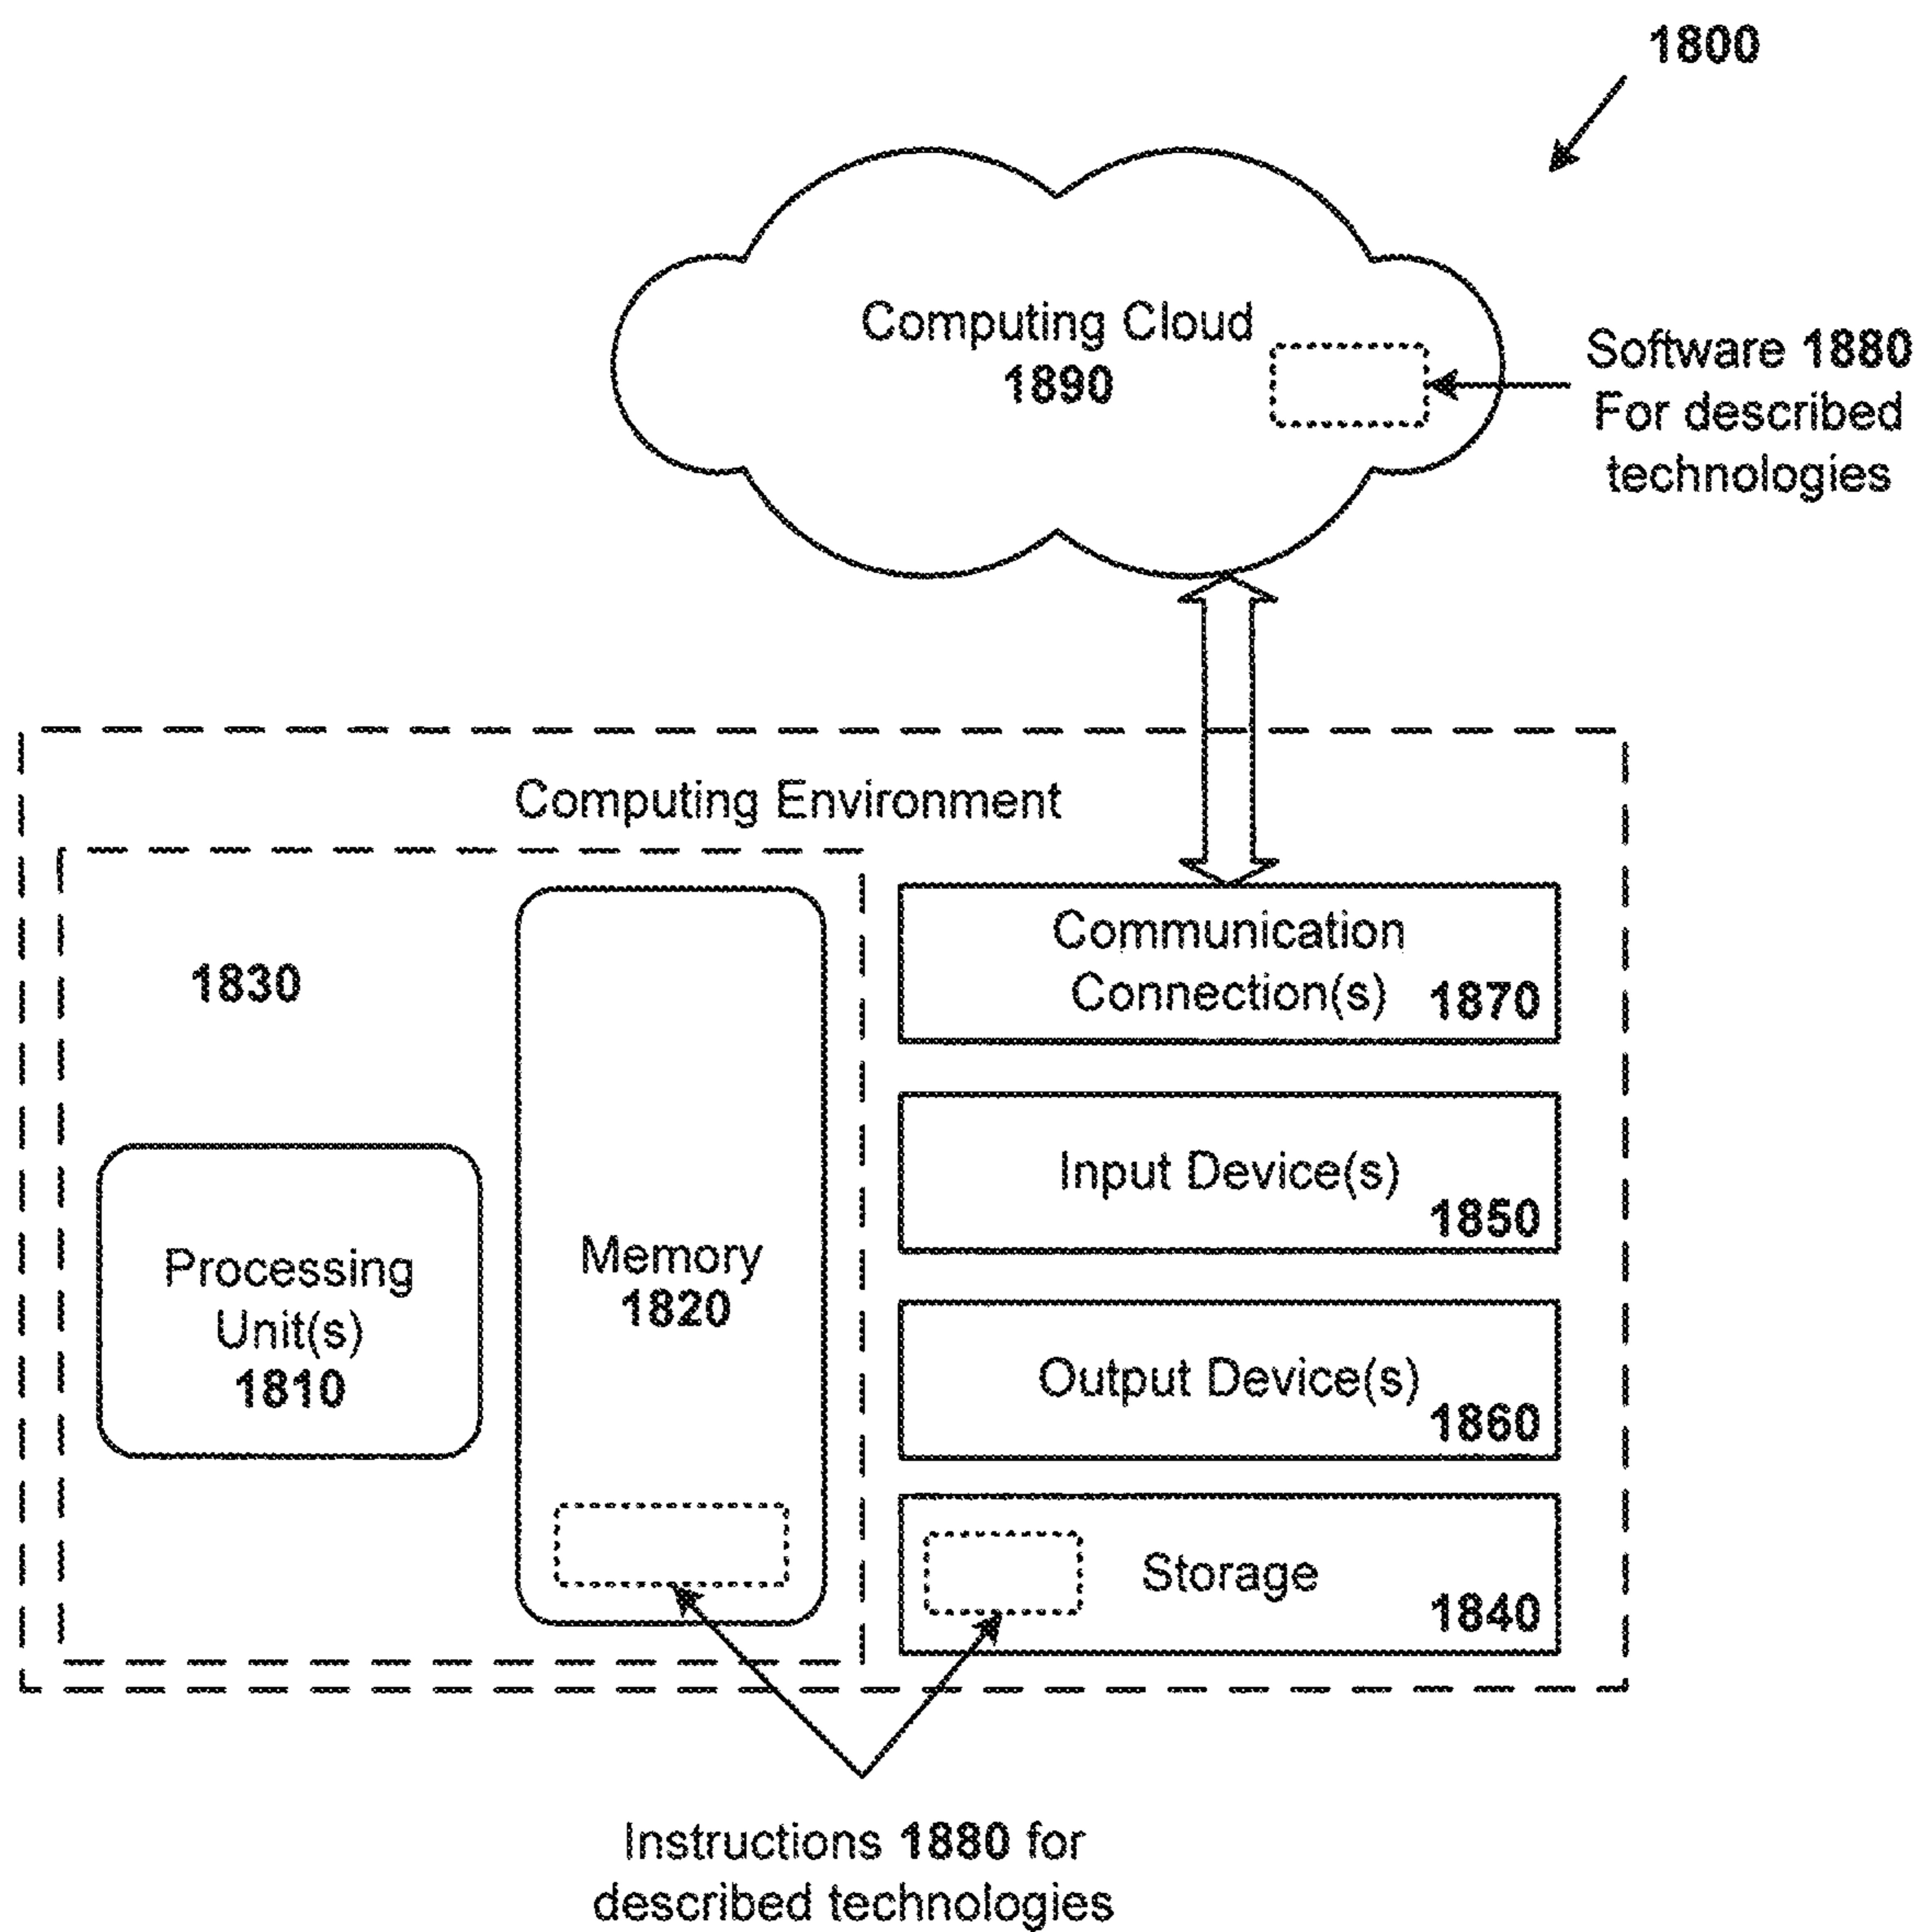 1800
Computing Cloud
1890
Software 1880
For described
technologies
Computing Environment
1830
Processing
Unit(s)
1810
Memory
1820
Communication
Connection(s) 1870
Input Device(s)
1850
Output Device(s)
1860
Storage
1840
Instructions 1880 for
described technologies